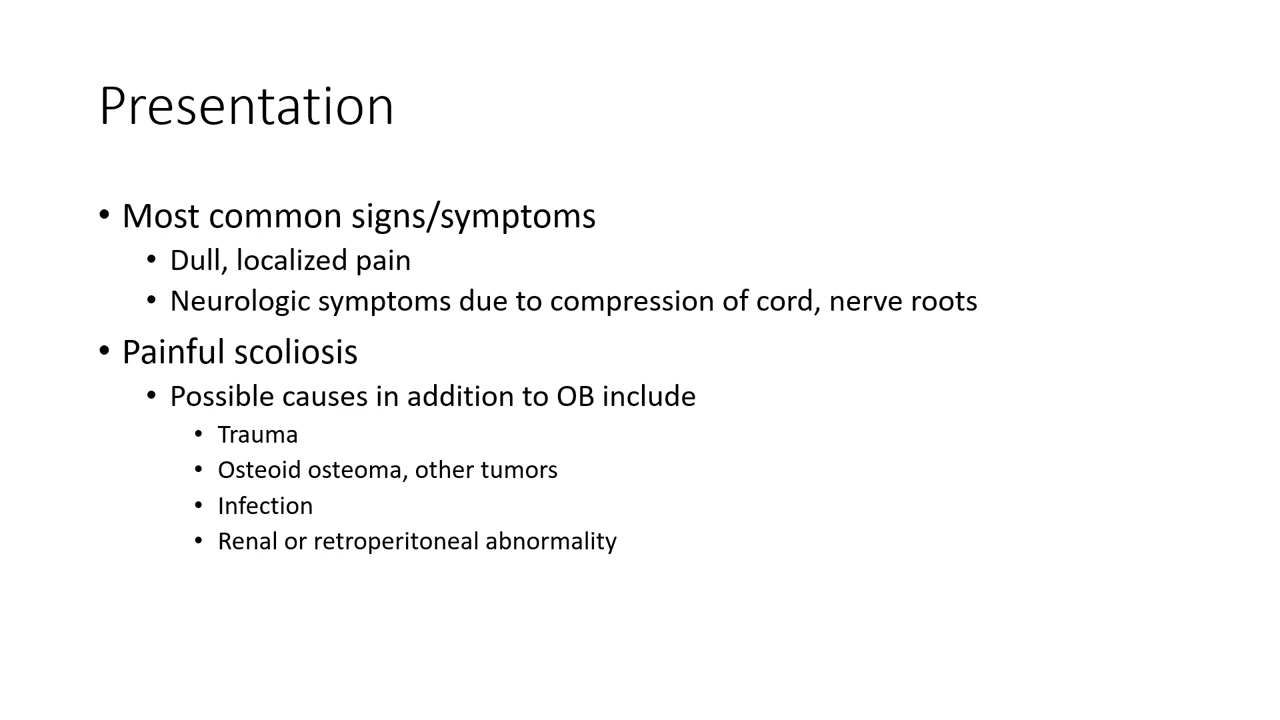 Presentation
• Most common signs/symptoms
• Dull, localized pain
• Neurologic symptoms due to compression of cord, nerve roots
• Painful scoliosis
• Possible causes in addition to OB include
• Trauma
• Osteoid osteoma, other tumors
• Infection
• Renal or retroperitoneal abnormality